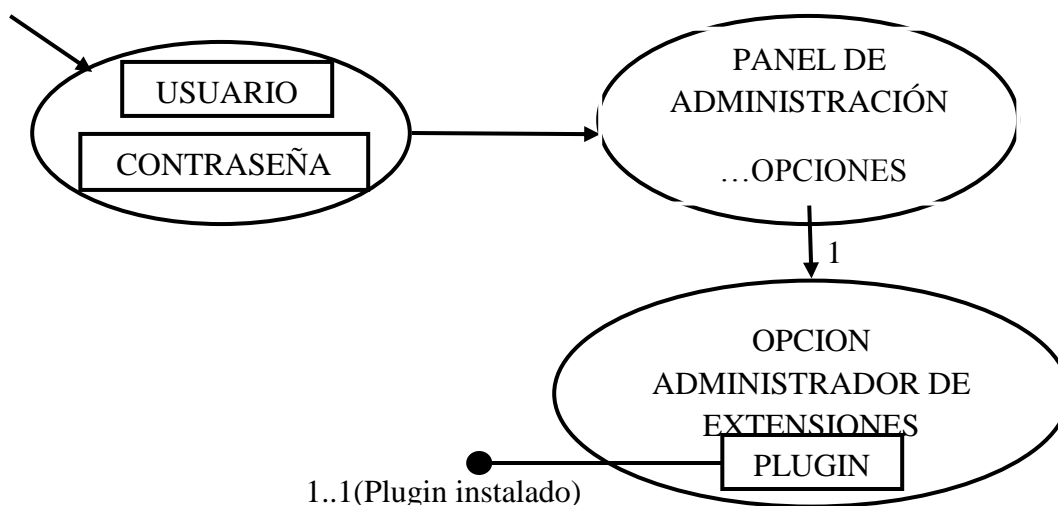 USUARIO
CONTRASEÑA
PANEL DE
ADMINISTRACIÓN
…OPCIONES
1
OPCION
ADMINISTRADOR DE
EXTENSIONES
PLUGIN
1..1(Plugin instalado)